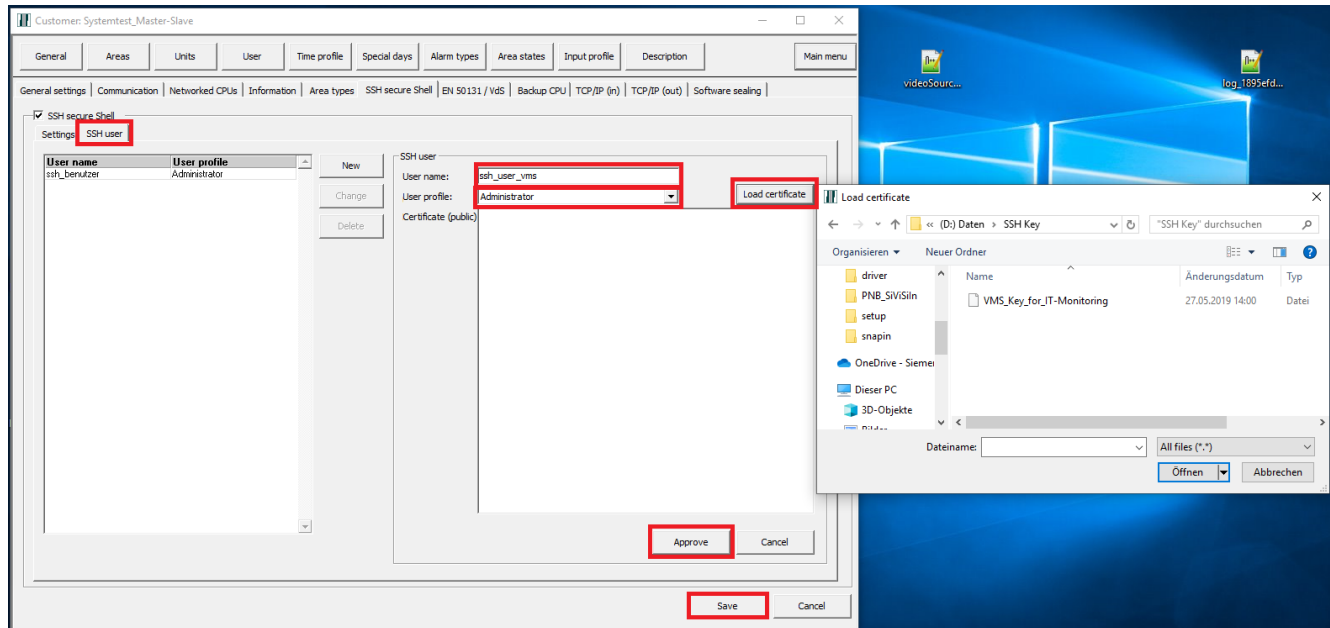 Customer: Systemtest_Master-Slave
General Areas Units User Time profile Special days Alarm types Area states Input profile Description Main menu
General settings Communication Networked CPUs Information Area types SSH secure Shell EN 50131 / VdS Backup CPU TCP/IP (in) TCP/IP (out) Software sealing
SSH secure Shell
Settings SSH user
User name User profile
ssh_benutzer Administrator
New
Change
Delete
SSH user
User name: ssh_user_vms
User profile: Administrator
Load certificate
Certificate (public)
Approve Cancel
Save Cancel
videoSourc...
log_1895efd...
Load certificate
« (D:) Daten › SSH Key
"SSH Key" durchsuchen
Organisieren Neuer Ordner
driver
PNB_SiViSiIn
setup
snapin
OneDrive - Siemen
Dieser PC
3D-Objekte
Name Änderungsdatum Typ
VMS_Key_for_IT-Monitoring 27.05.2019 14:00 Datei
Dateiname: All files (*.*)
Öffnen Abbrechen